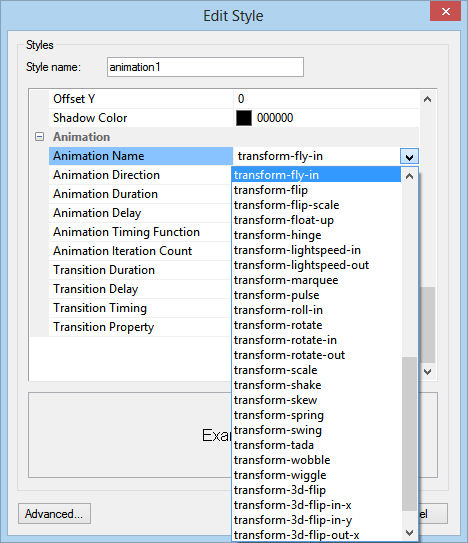 Edit Style
Styles
Style name: animation1
Offset Y 0
Shadow Color 000000
Animation
Animation Name transform-fly-in
Animation Direction transform-fly-in
Animation Duration transform-flip
Animation Delay transform-flip-scale
Animation Timing Function transform-float-up
Animation Iteration Count transform-hinge
Transition Duration transform-lightspeed-in
Transition Delay transform-lightspeed-out
Transition Timing transform-marquee
Transition Property transform-pulse
transform-roll-in
transform-rotate
transform-rotate-in
transform-rotate-out
transform-scale
transform-shake
transform-skew
transform-spring
transform-swing
transform-tada
transform-wobble
transform-wiggle
transform-3d-flip
transform-3d-flip-in-x
transform-3d-flip-in-y
transform-3d-flip-out-x
Exa
Advanced... el